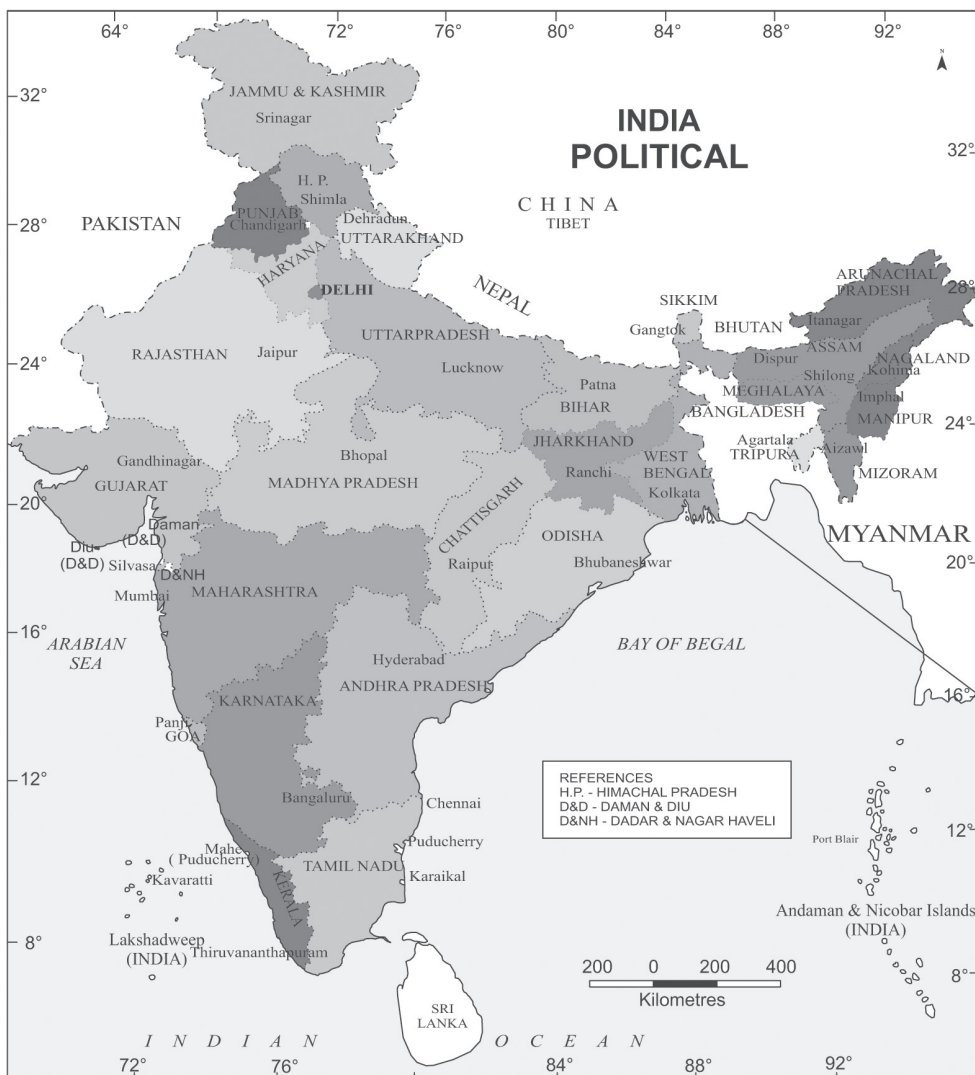 64°
68°
72°
76°
80°
84°
88°
92°
N
32°
JAMMU & KASHMIR
Srinagar
INDIA
POLITICAL
32°
H. P.
Shimla
CHINA
TIBET
PAKISTAN
PUNJAB
Chandigarh
Dehradun
UTTARAKHAND
28°
HARYANA
DELHI
NEPAL
SIKKIM
Gangtok
BHUTAN
ARUNACHAL
PRADESH
28°
Itanagar
UTTARPRADESH
Lucknow
RAJASTHAN
Jaipur
24°
Patna
BIHAR
Dispur
ASSAM
Shilong
MEGHALAYA
NAGALAND
Kohima
Imphal
MANIPUR
BANGLADESH
24°
Agartala
TRIPURA
Aizawl
MIZORAM
JHARKHAND
Ranchi
WEST
BENGAL
Kolkata
Gandhinagar
GUJARAT
Bhopal
MADHYA PRADESH
CHATTISGARH
Raipur
ODISHA
Bhubaneshwar
20°
Daman
(D&D)
Diu
(D&D)
Silvasa
D&NH
Mumbai
MAHARASHTRA
MYANMAR
20°
16°
ARABIAN
SEA
BAY OF BEGAL
Hyderabad
ANDHRA PRADESH
KARNATAKA
16°
Panji
GOA
12°
Bangaluru
Chennai
REFERENCES
H.P. - HIMACHAL PRADESH
D&D - DAMAN & DIU
D&NH - DADAR & NAGAR HAVELI
Port Blair
12°
Mahe
( Puducherry)
Puducherry
TAMIL NADU
Karaikal
Kavaratti
KERALA
Andaman & Nicobar Islands
(INDIA)
8°
Lakshadweep
(INDIA)
Thiruvananthapuram
200 0 200 400
Kilometres
8°
SRI
LANKA
INDIAN OCEAN
72°
76°
84°
88°
92°